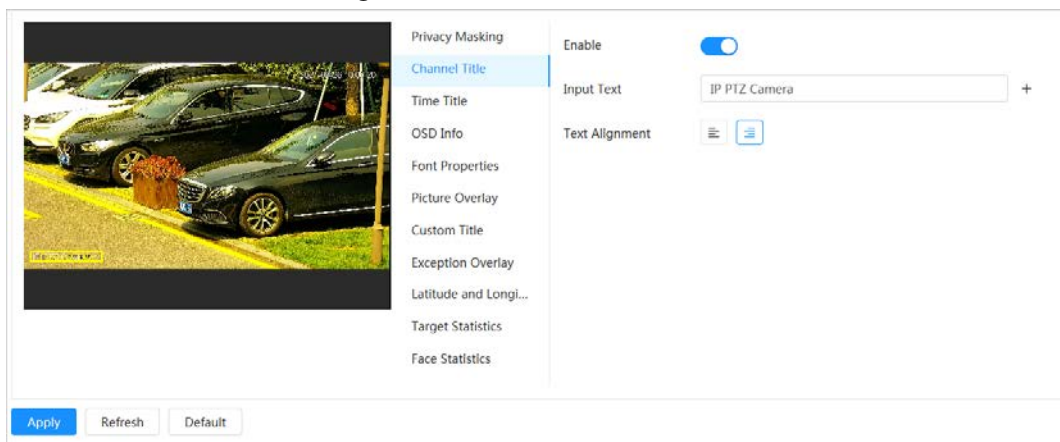 Privacy Masking
Channel Title
Time Title
OSD Info
Font Properties
Picture Overlay
Custom Title
Exception Overlay
Latitude and Longi...
Target Statistics
Face Statistics
Enable
Input Text
IP PTZ Camera
+
Text Alignment
Apply
Refresh
Default